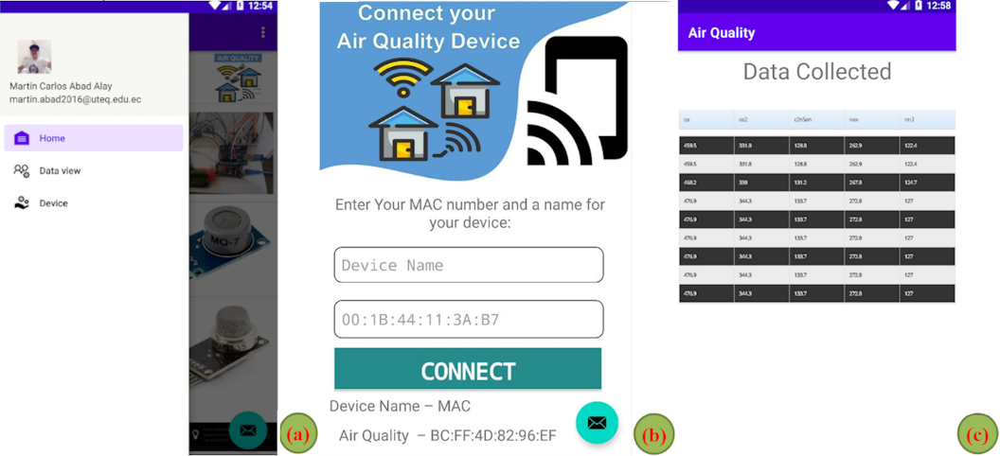 12:54
Martin Carlos Abad Alay
martin.abad2016@uteq.edu.ec
Home
Data view
Device
AIR QUALITY
MQ-7
(a)
Connect your
Air Quality Device
Enter Your MAC number and a name for
your device:
Device Name
00:1B:44:11:3A:B7
CONNECT
Device Name – MAC
Air Quality – BC:FF:4D:82:96:EF
(b)
12:58
Air Quality
Data Collected
co co2 nox nh3
459.5 331.8 128.8 262.9 122.4
459.5 331.8 128.8 262.9 122.4
468.2 338 131.2 267.8 124.7
476.9 344.3 133.7 272.8 127
476.9 344.3 133.7 272.8 127
476.9 344.3 133.7 272.8 127
476.9 344.3 133.7 272.8 127
476.9 344.3 133.7 272.8 127
476.9 344.3 133.7 272.8 127
(c)